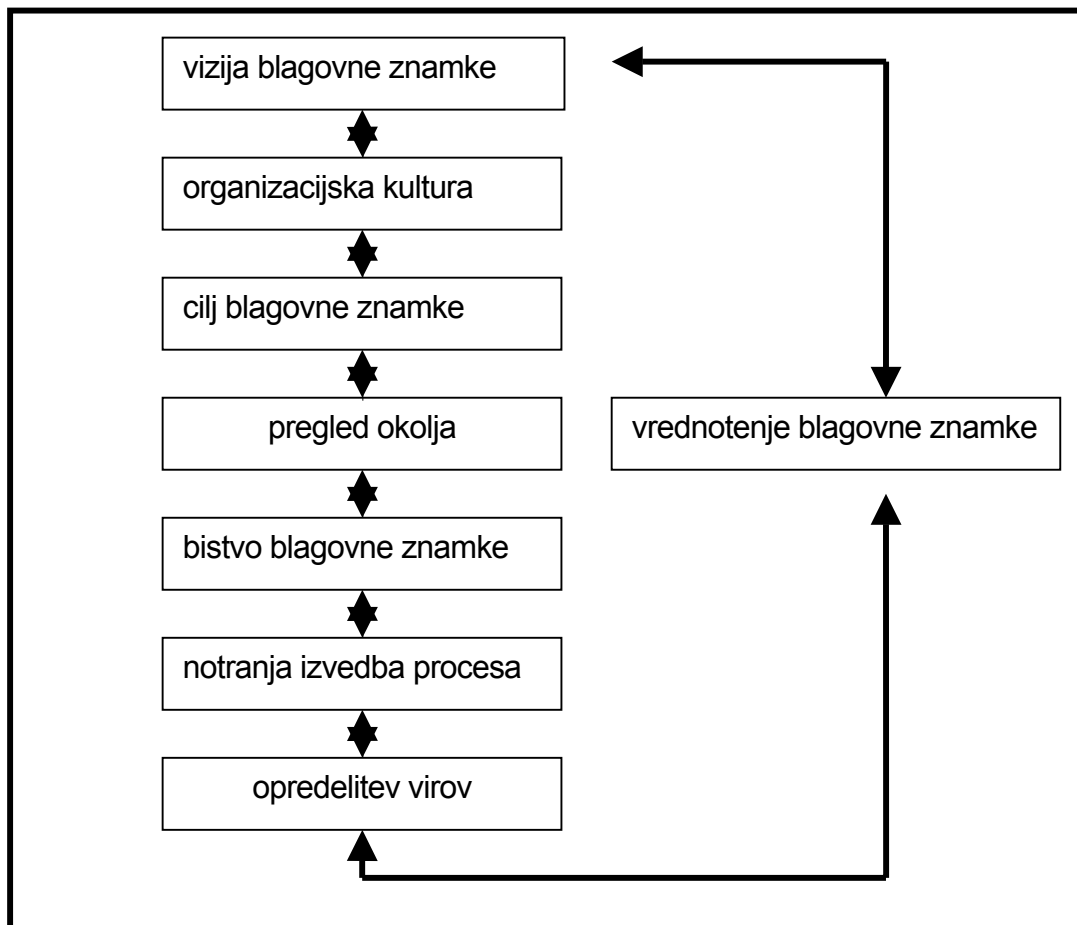 vizija blagovne znamke
organizacijska kultura
cilj blagovne znamke
pregled okolja
vrednotenje blagovne znamke
bistvo blagovne znamke
notranja izvedba procesa
opredelitev virov